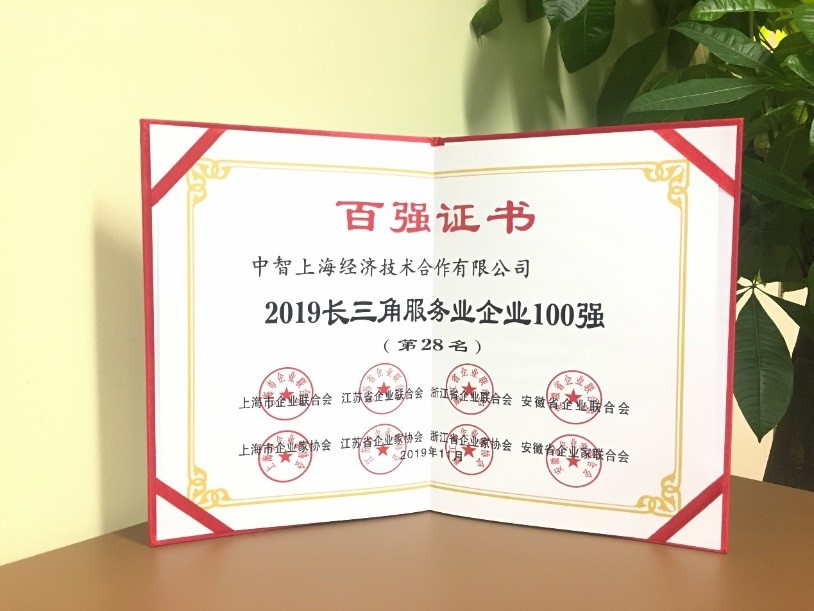 百强证书
中智上海经济技术合作有限公司
2019长三角服务业企业100强
(第28名)
上海市企业联合会 江苏省企业联合会 浙江省企业联合会 安徽省企业联合会
上海市企业家协会 江苏省企业家协会 浙江省企业家协会 安徽省企业家联合会
2019年11月